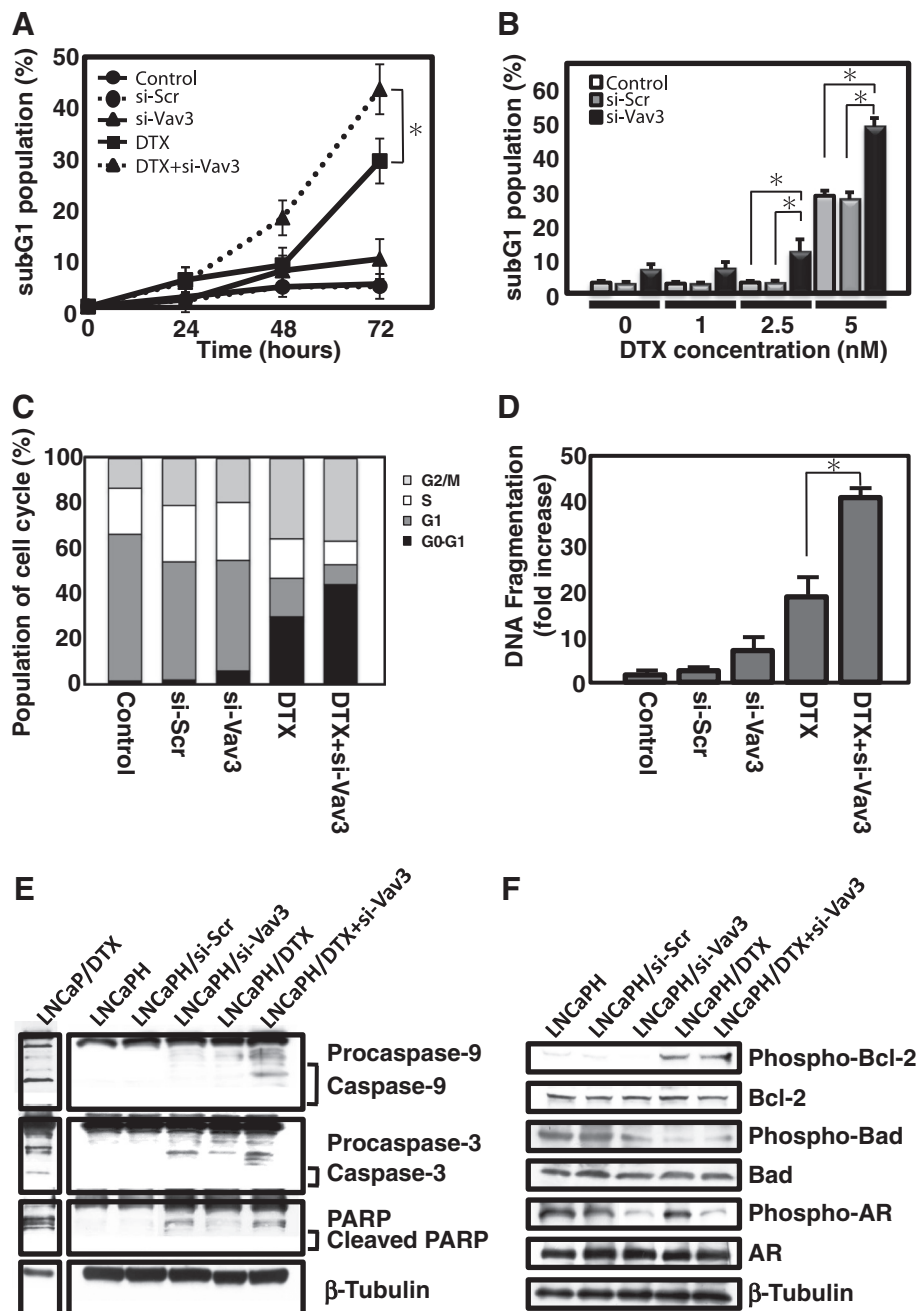 A
subG1 population (%)
50
40
30
20
10
0
Control
si-Scr
si-Vav3
DTX
DTX+si-Vav3
*
0
24
48
72
Time (hours)
B
subG1 population (%)
60
50
40
30
20
10
0
Control
si-Scr
si-Vav3
*
*
*
*
0
1
2.5
5
DTX concentration (nM)
C
Population of cell cycle (%)
100
80
60
40
20
0
G2/M
S
G1
G0-G1
Control
si-Scr
si-Vav3
DTX
DTX+si-Vav3
D
DNA Fragmentation
(fold increase)
50
40
30
20
10
0
*
Control
si-Scr
si-Vav3
DTX
DTX+si-Vav3
E
LNCaP/DTX
LNCaPH
LNCaPH/si-Scr
LNCaPH/si-Vav3
LNCaPH/DTX
LNCaPH/DTX+si-Vav3
Procaspase-9
Caspase-9
Procaspase-3
Caspase-3
PARP
Cleaved PARP
β-Tubulin
F
LNCaPH
LNCaPH/si-Scr
LNCaPH/si-Vav3
LNCaPH/DTX
LNCaPH/DTX+si-Vav3
Phospho-Bcl-2
Bcl-2
Phospho-Bad
Bad
Phospho-AR
AR
β-Tubulin